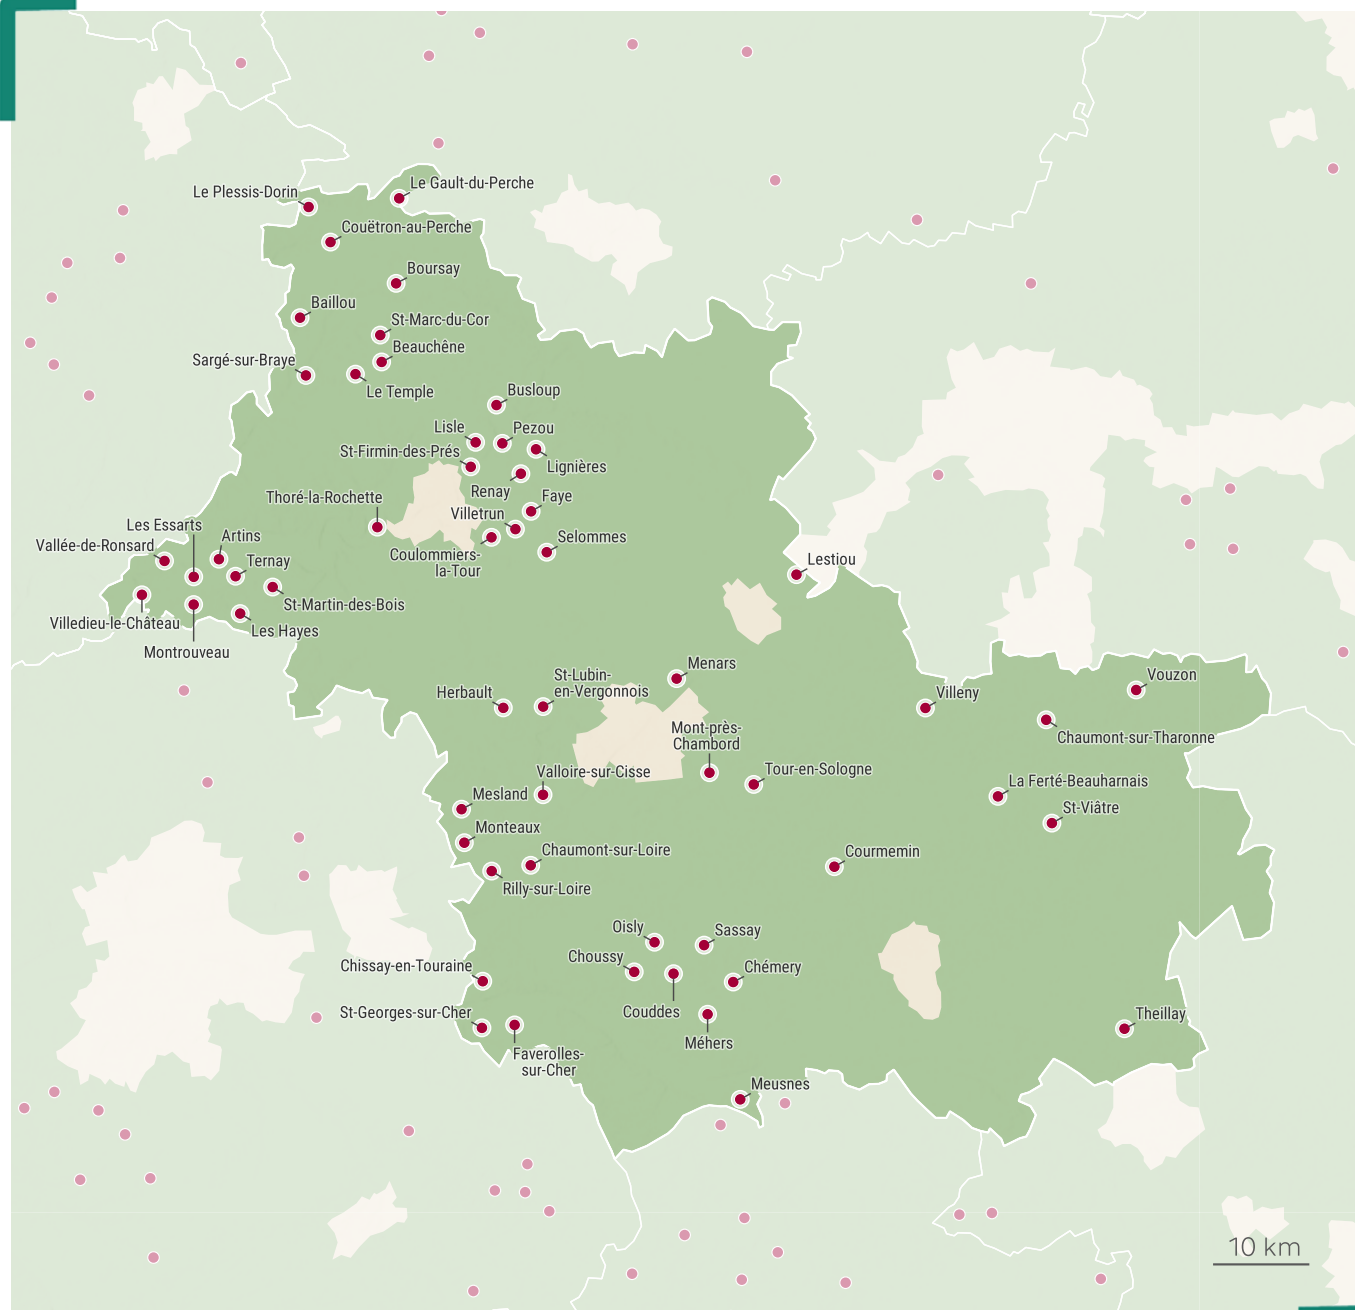 Le Gault-du-Perche
Le Plessis-Dorin
Couëtron-au-Perche
Boursay
Baillou
St-Marc-du-Cor
Beauchêne
Sargé-sur-Braye
Le Temple
Busloup
Lisle
Pezou
St-Firmin-des-Prés
Lignières
Renay
Thoré-la-Rochette
Faye
Villetrun
Les Essarts
Artins
Selommes
Vallée-de-Ronsard
Coulommiers-
la-Tour
Ternay
Lestiou
St-Martin-des-Bois
Villedieu-le-Château
Les Hayes
Montrouveau
Menars
St-Lubin-
en-Vergonnois
Herbault
Villeny
Vouzon
Mont-près-
Chambord
Chaumont-sur-Tharonne
Valloire-sur-Cisse
Tour-en-Sologne
La Ferté-Beauharnais
Mesland
St-Viâtre
Monteaux
Chaumont-sur-Loire
Courmemin
Rilly-sur-Loire
Oisly
Sassay
Choussy
Chissay-en-Touraine
Chémery
Couddes
St-Georges-sur-Cher
Theillay
Méhers
Faverolles-
sur-Cher
Meusnes
10 km